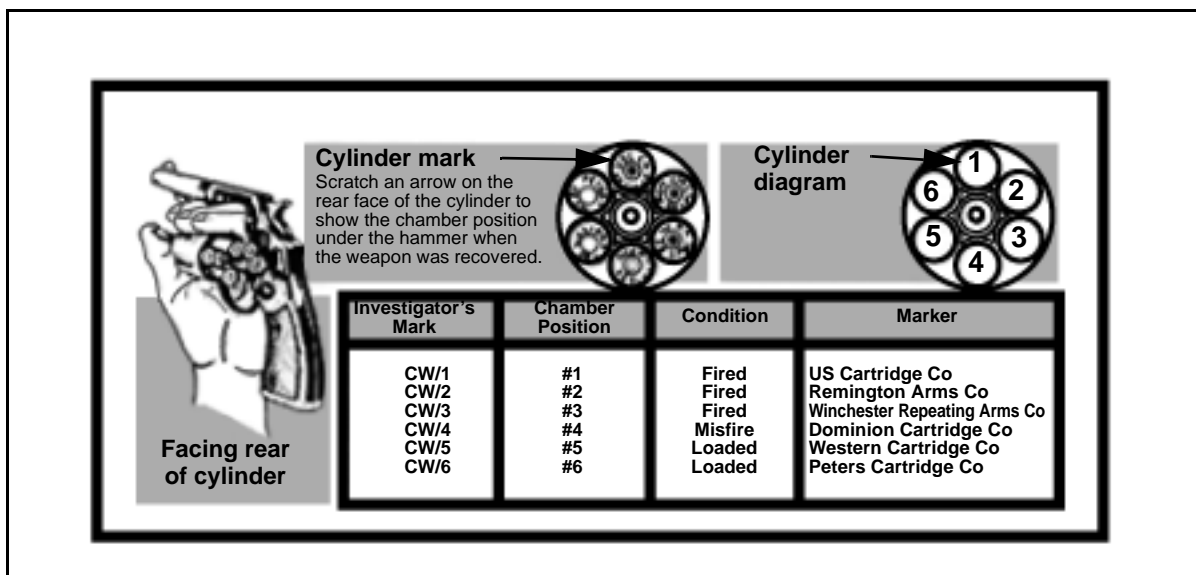 Cylinder mark
Scratch an arrow on the
rear face of the cylinder to
show the chamber position
under the hammer when
the weapon was recovered.
Cylinder
diagram
1
2
3
4
5
6
Facing rear
of cylinder
Investigator's
Mark
Chamber
Position
Condition
Marker
CW/1 #1 Fired US Cartridge Co
CW/2 #2 Fired Remington Arms Co
CW/3 #3 Fired Winchester Repeating Arms Co
CW/4 #4 Misfire Dominion Cartridge Co
CW/5 #5 Loaded Western Cartridge Co
CW/6 #6 Loaded Peters Cartridge Co